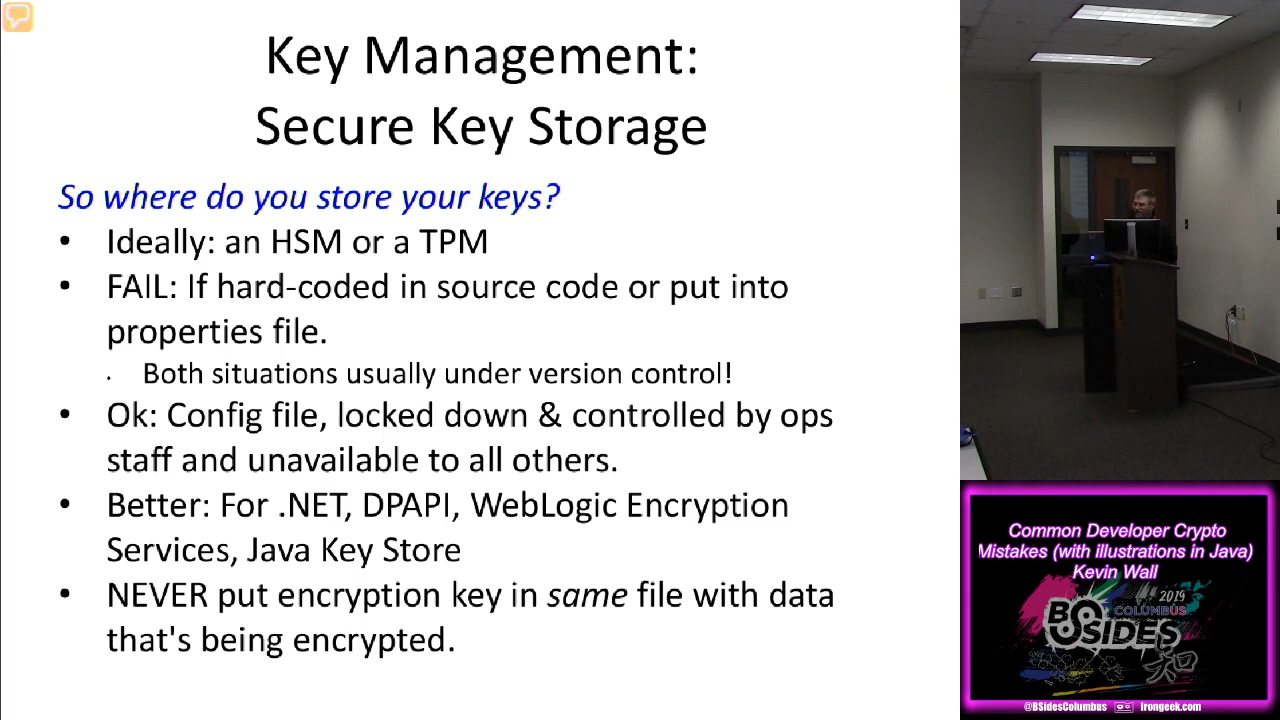 Key Management:
Secure Key Storage
So where do you store your keys?
• Ideally: an HSM or a TPM
• FAIL: If hard-coded in source code or put into
properties file.
• Both situations usually under version control!
• Ok: Config file, locked down & controlled by ops
staff and unavailable to all others.
• Better: For .NET, DPAPI, WebLogic Encryption
Services, Java Key Store
• NEVER put encryption key in same file with data
that's being encrypted.
Common Developer Crypto
Mistakes (with illustrations in Java)
Kevin Wall
2019
COLUMBUS
BSIDES
知
@BSidesColumbus
Irongeek.com